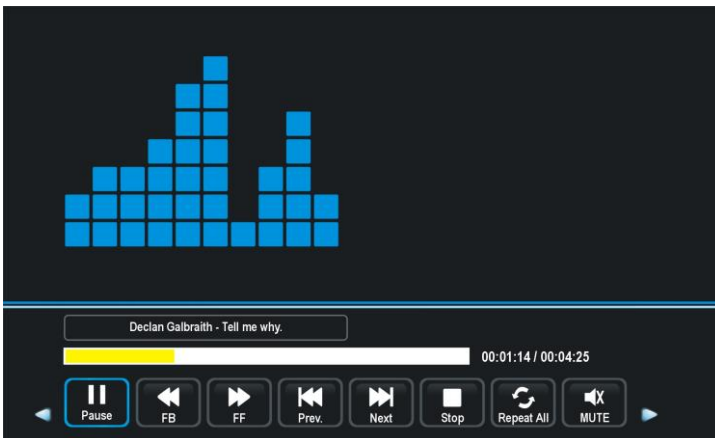 Declan Galbraith - Tell me why.
00:01:14 / 00:04:25
Pause
FB
FF
Prev.
Next
Stop
Repeat All
MUTE